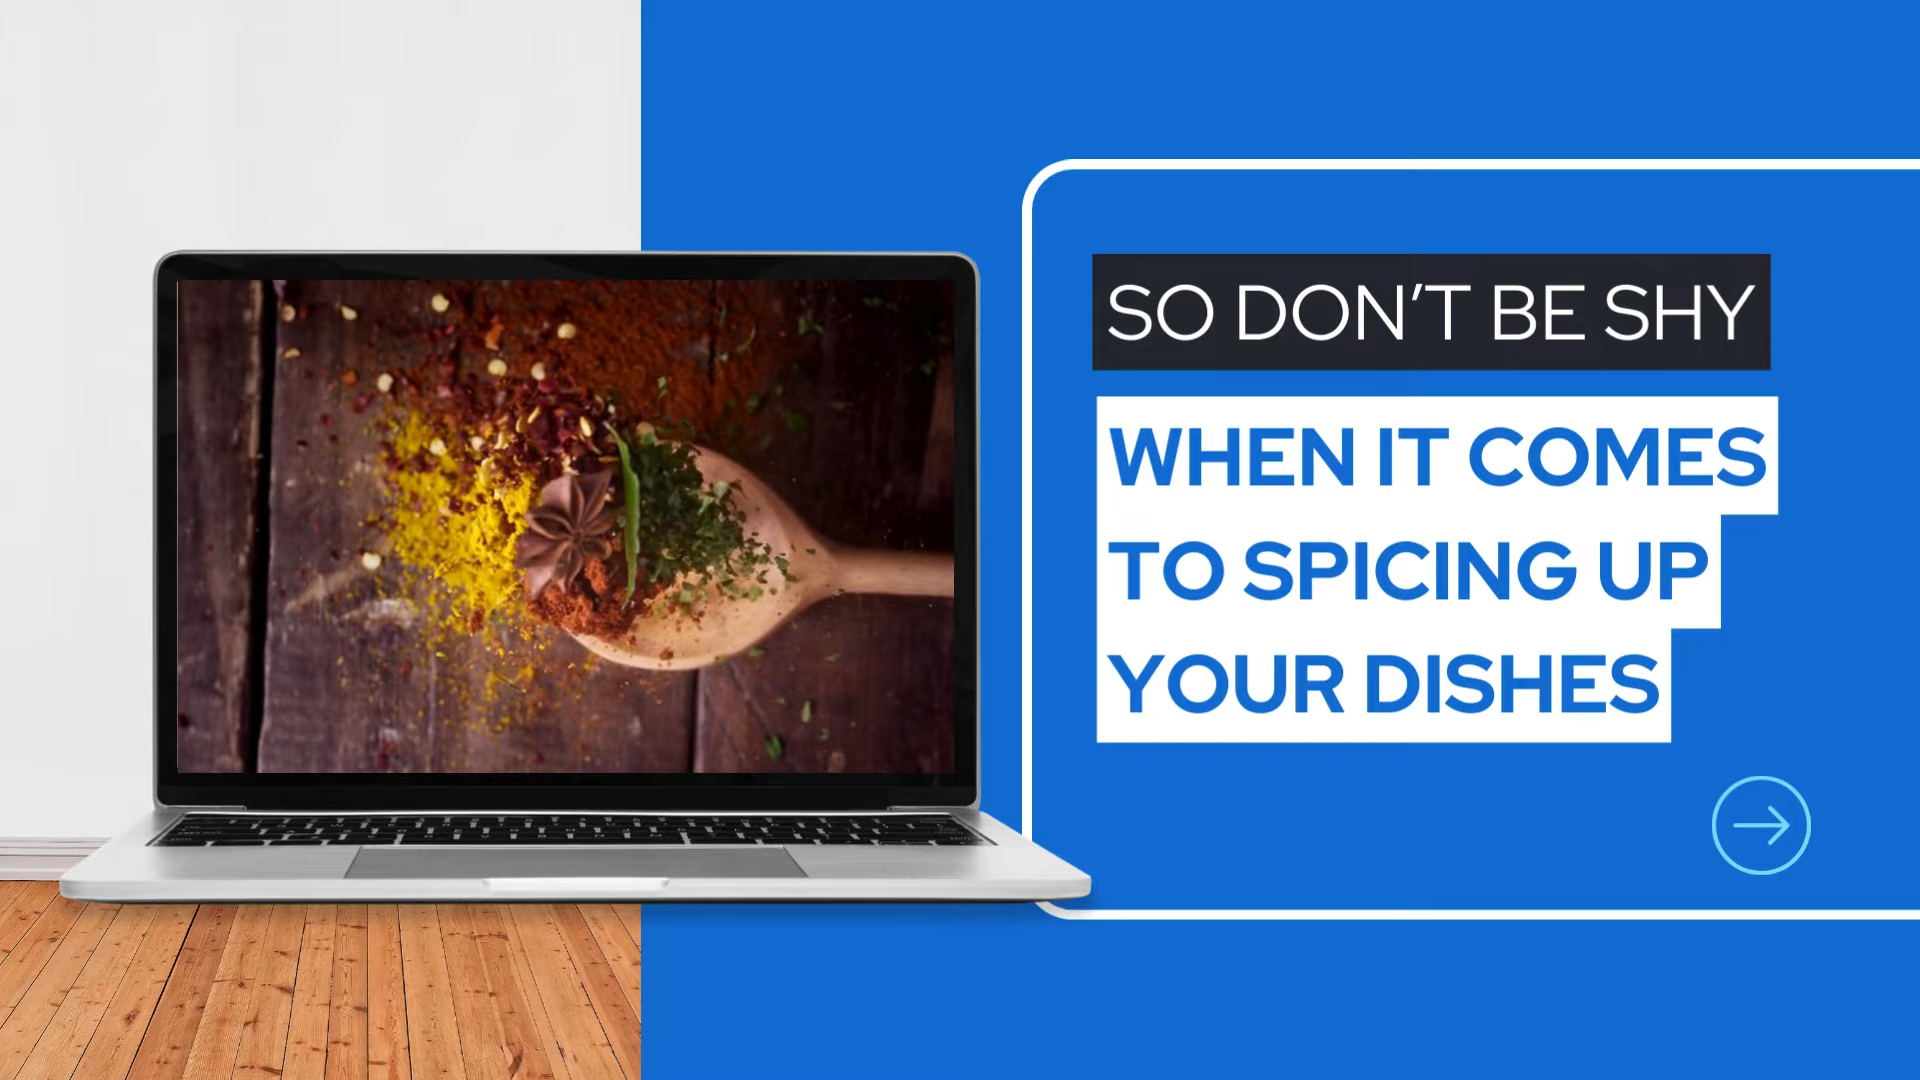 SO DON'T BE SHY
WHEN IT COMES
TO SPICING UP
YOUR DISHES